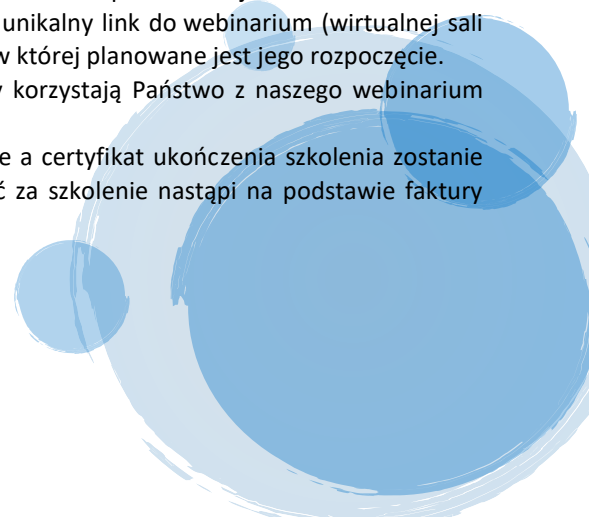 unikalny link do webinarium (wirtualnej sali
w której planowane jest jego rozpoczęcie.
korzystają Państwo z naszego webinarium
e a certyfikat ukończenia szkolenia zostanie
ć za szkolenie nastąpi na podstawie faktury